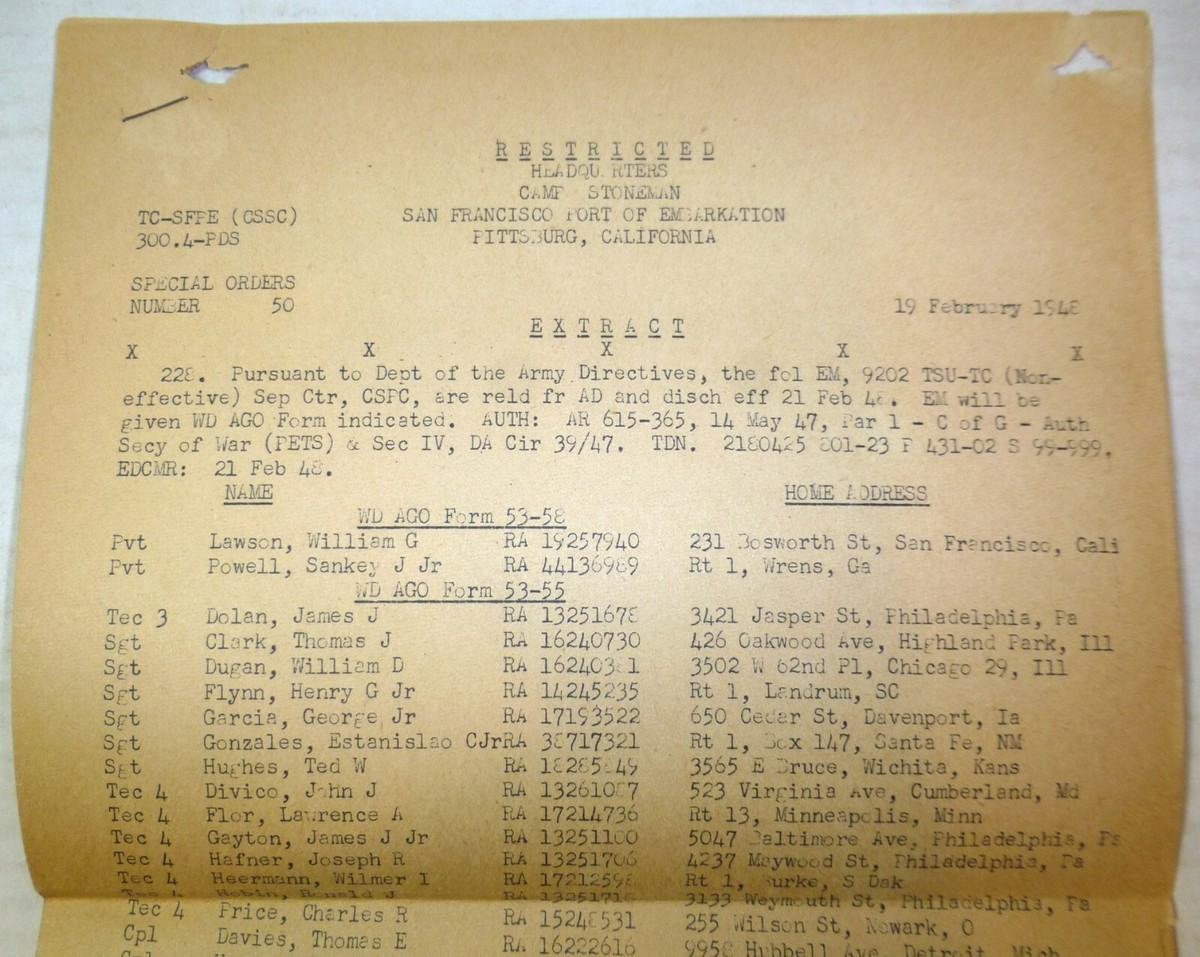 RESTRICTED
HEADQUARTERS
CAMP STONEMAN
TC-SFPE (CSSC) SAN FRANCISCO PORT OF EMBARKATION
300.4-PDS PITTSBURG, CALIFORNIA
SPECIAL ORDERS
NUMBER 50 19 February 1948
EXTRACT
X X X X X
228. Pursuant to Dept of the Army Directives, the fol EM, 9202 TSU-TC (Non-
effective) Sep Ctr, CSPC, are reld fr AD and disch eff 21 Feb 48. EM will be
given WD AGO Form indicated. AUTH: AR 615-365, 14 May 47, Par 1 - C of G - Auth
Secy of War (PETS) & Sec IV, DA Cir 39/47. TDN. 2180425 801-23 P 431-02 S 99-999.
EDCMR: 21 Feb 48.
NAME HOME ADDRESS
WD AGO Form 53-58
Pvt Lawson, William G RA 19257940 231 Bosworth St, San Francisco, Cali
Pvt Powell, Sankey J Jr RA 44136989 Rt 1, Wrens, Ga
WD AGO Form 53-55
Tec 3 Dolan, James J RA 13251678 3421 Jasper St, Philadelphia, Pa
Sgt Clark, Thomas J RA 16240730 426 Oakwood Ave, Highland Park, Ill
Sgt Dugan, William D RA 16240381 3502 W 62nd Pl, Chicago 29, Ill
Sgt Flynn, Henry G Jr RA 14245235 Rt 1, Landrum, SC
Sgt Garcia, George Jr RA 17193522 650 Cedar St, Davenport, Ia
Sgt Gonzales, Estanislao CJrRA 38717321 Rt 1, Box 147, Santa Fe, NM
Sgt Hughes, Ted W RA 18285849 3565 E Bruce, Wichita, Kans
Tec 4 Divico, John J RA 13261087 523 Virginia Ave, Cumberland, Md
Tec 4 Flor, Lawrence A RA 17214736 Rt 13, Minneapolis, Minn
Tec 4 Gayton, James J Jr RA 13251100 5047 Baltimore Ave, Philadelphia, Pa
Tec 4 Hafner, Joseph R RA 13251706 4237 Maywood St, Philadelphia, Pa
Tec 4 Heermann, Wilmer l RA 17212598 Rt 1, Burke, S Dak
Tec 4 3133 Weymouth St, Philadelphia, Pa
Tec 4 Price, Charles R RA 15248531 255 Wilson St, Newark, O
Cpl Davies, Thomas E RA 16222616 9958 Hubbell Ave, Detroit, Mich